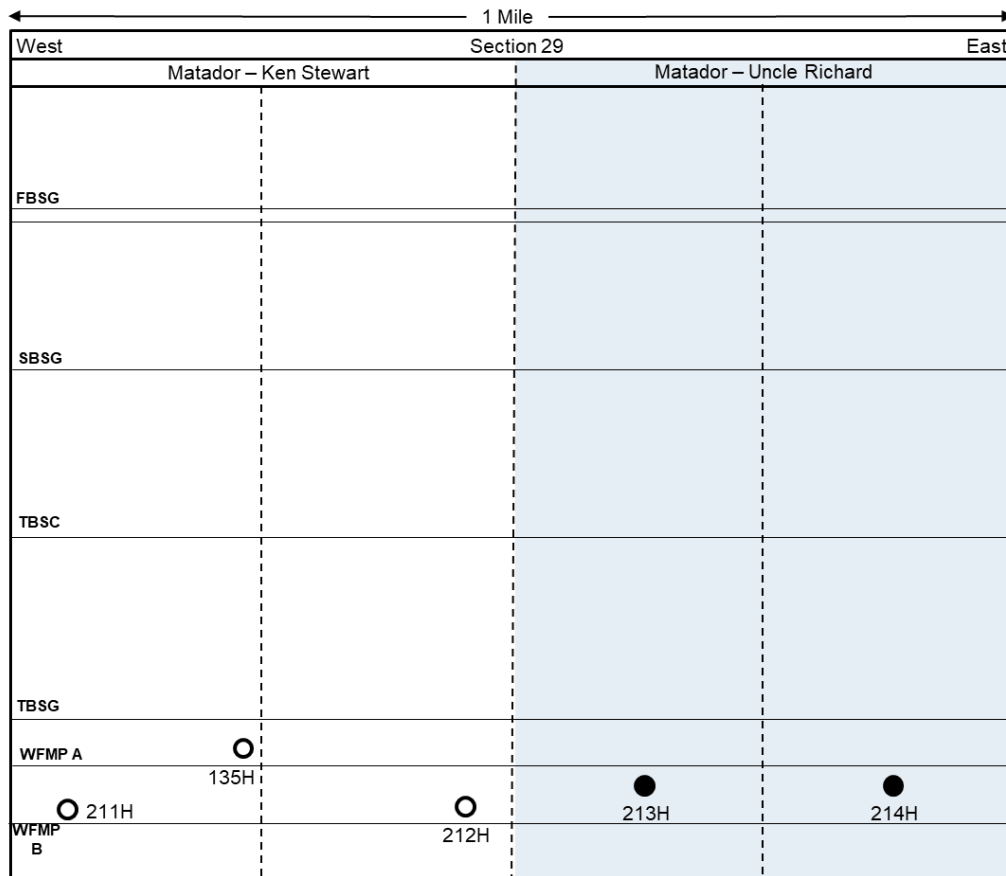 1 Mile
West Section 29 East
Matador – Ken Stewart Matador – Uncle Richard
FBSG
SBSG
TBSC
TBSG
WFMP A
135H
211H
212H
213H
214H
WFMP
B